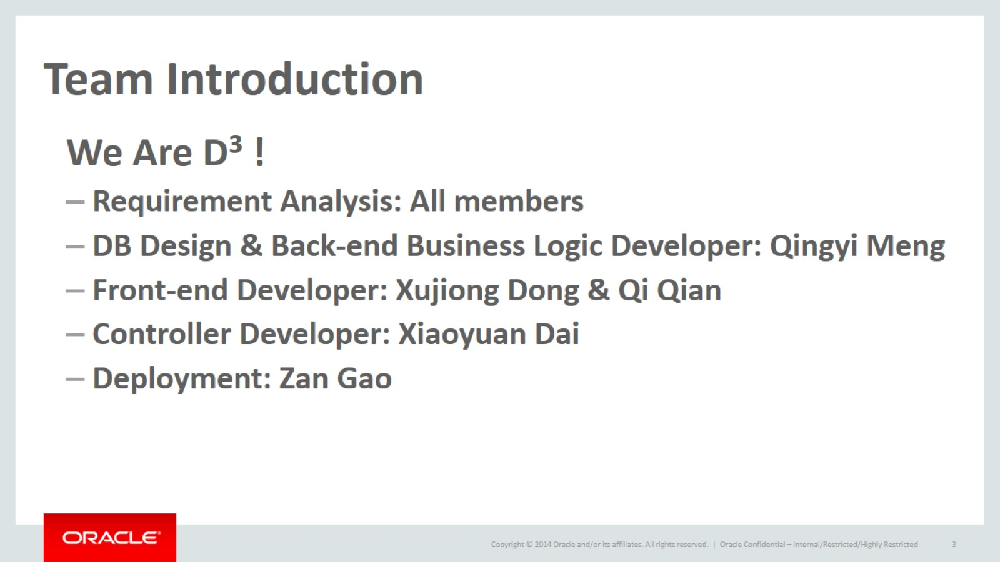 Team Introduction
We Are D³ !
– Requirement Analysis: All members
– DB Design & Back-end Business Logic Developer: Qingyi Meng
– Front-end Developer: Xujiong Dong & Qi Qian
– Controller Developer: Xiaoyuan Dai
– Deployment: Zan Gao
ORACLE®
Copyright © 2014 Oracle and/or its affiliates. All rights reserved. | Oracle Confidential – Internal/Restricted/Highly Restricted 3